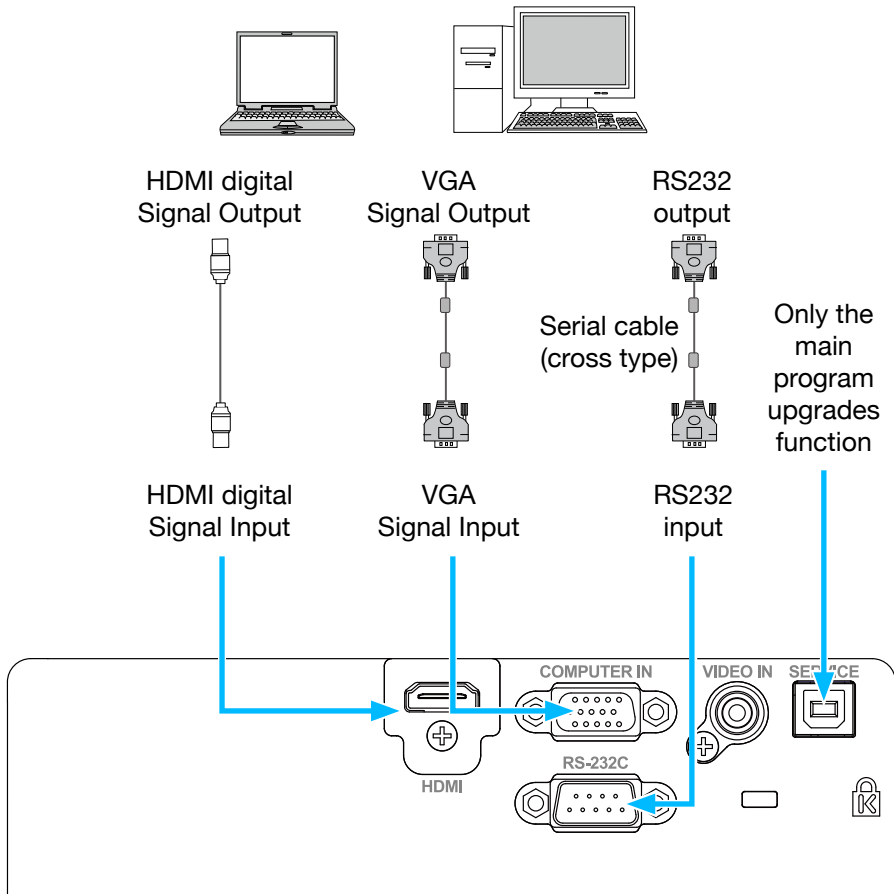 HDMI digital
Signal Output
VGA
Signal Output
RS232
output
Serial cable
(cross type)
Only the
main
program
upgrades
function
HDMI digital
Signal Input
VGA
Signal Input
RS232
input
COMPUTER IN
VIDEO IN
SERVICE
RS-232C
HDMI
K